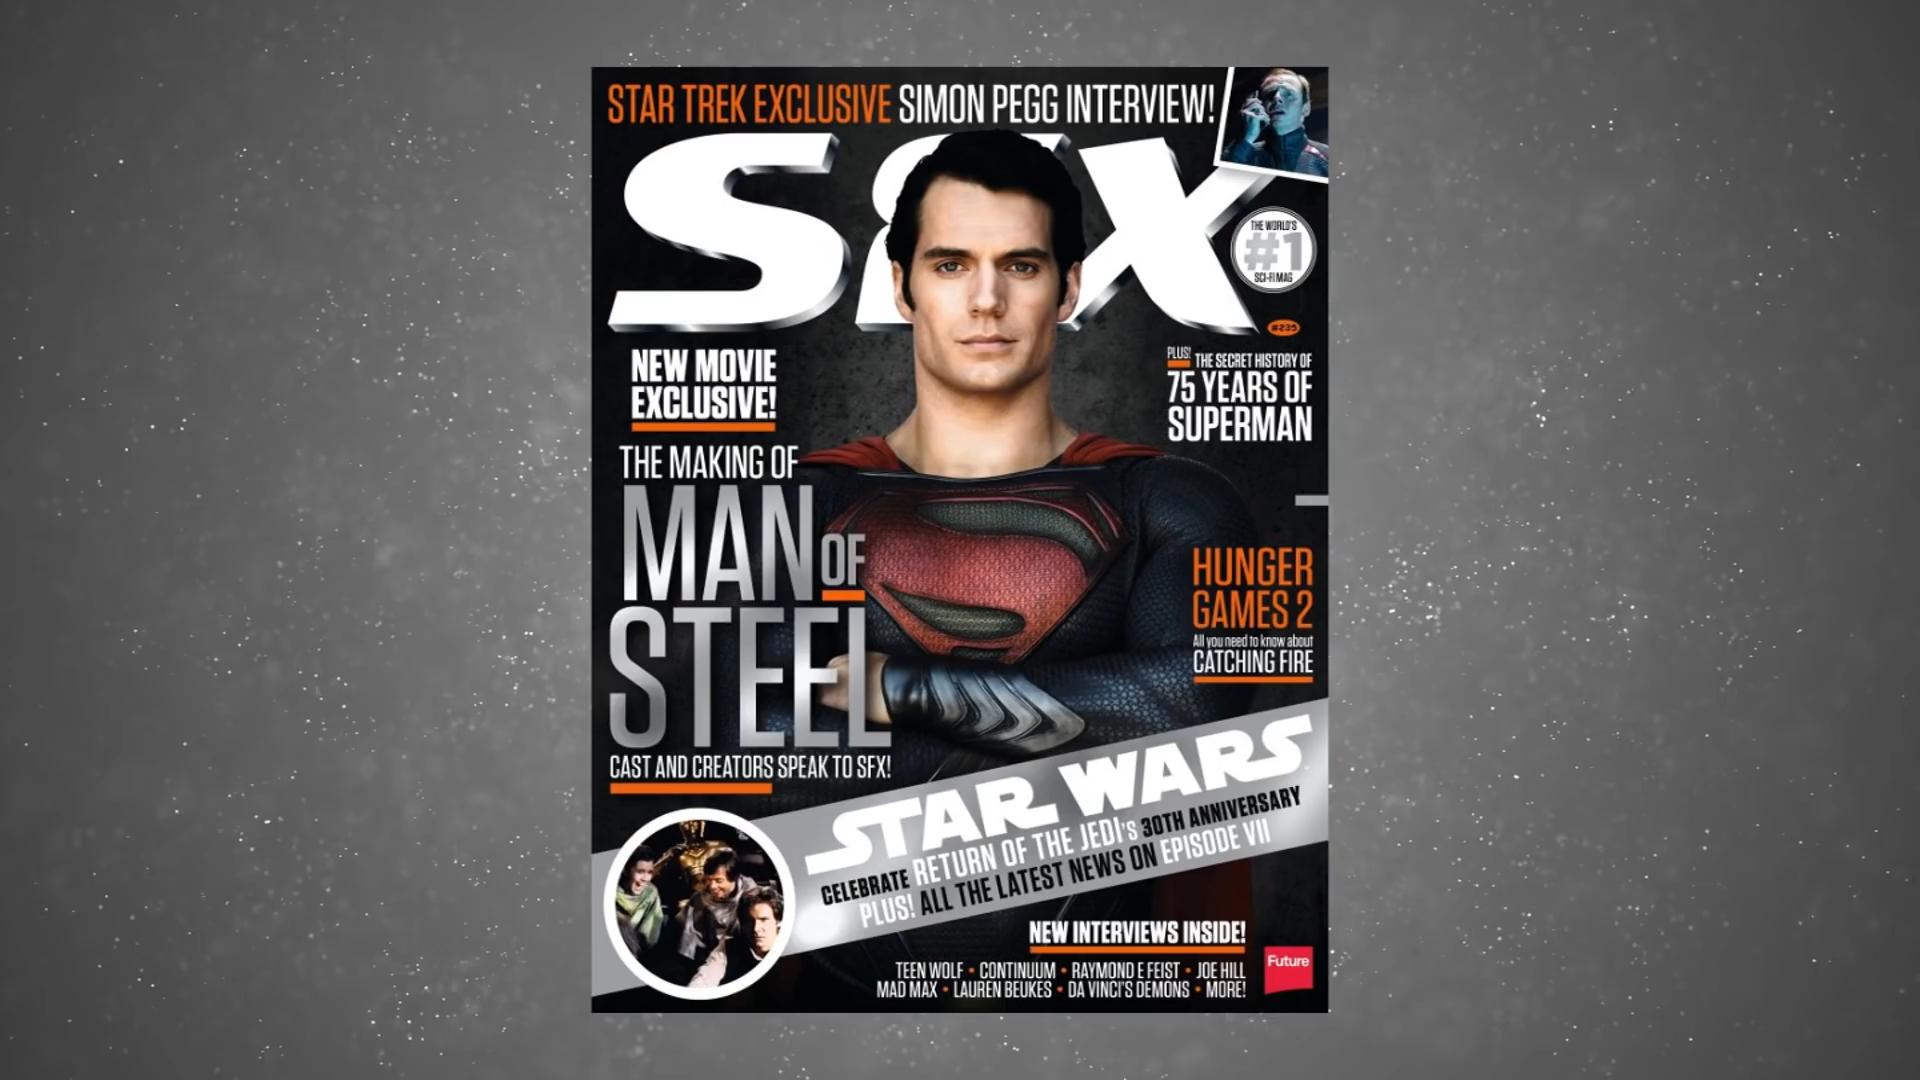 STAR TREK EXCLUSIVE SIMON PEGG INTERVIEW!
SFX
THE WORLD'S
#1
SCI-FI MAG
#235
NEW MOVIE
EXCLUSIVE!
THE MAKING OF
MAN OF
STEEL
CAST AND CREATORS SPEAK TO SFX!
PLUS! THE SECRET HISTORY OF
75 YEARS OF
SUPERMAN
HUNGER
GAMES 2
All you need to know about
CATCHING FIRE
STAR WARS
CELEBRATE RETURN OF THE JEDI's 30TH ANNIVERSARY
PLUS! ALL THE LATEST NEWS ON EPISODE VII
NEW INTERVIEWS INSIDE!
TEEN WOLF • CONTINUUM • RAYMOND E FEIST • JOE HILL
MAD MAX • LAUREN BEUKES • DA VINCI'S DEMONS • MORE!
Future